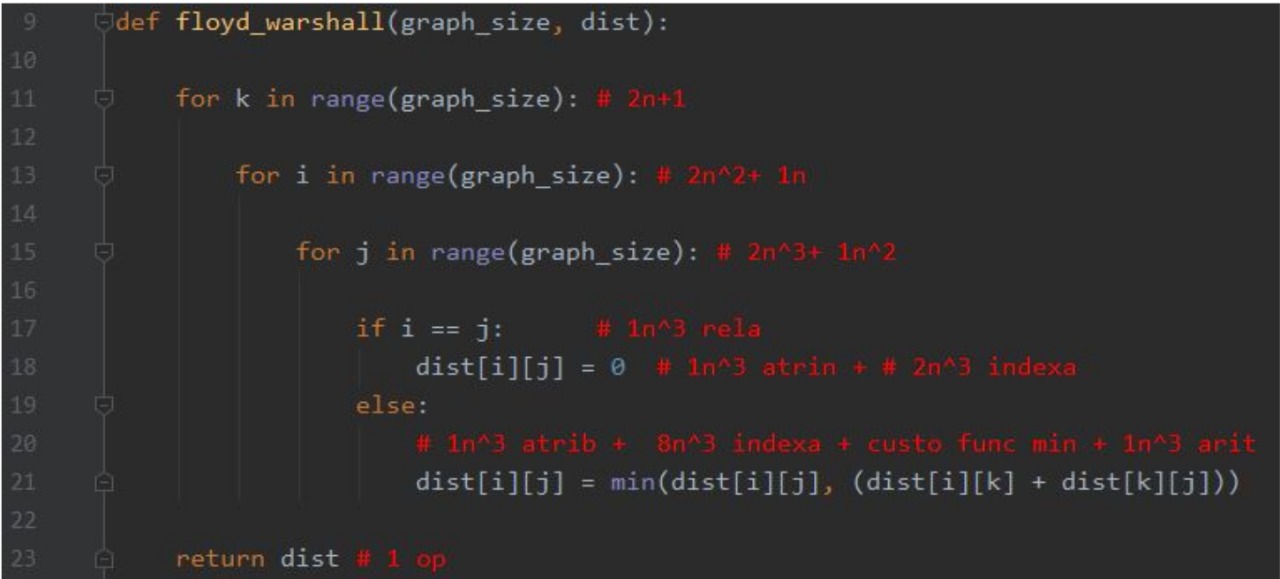 9 def floyd_warshall(graph_size, dist):
10
11 for k in range(graph_size): # 2n+1
12
13 for i in range(graph_size): # 2n^2+ 1n
14
15 for j in range(graph_size): # 2n^3+ 1n^2
16
17 if i == j: # 1n^3 rela
18 dist[i][j] = 0 # 1n^3 atrin + # 2n^3 indexa
19 else:
20 # 1n^3 atrib + 8n^3 indexa + custo func min + 1n^3 arit
21 dist[i][j] = min(dist[i][j], (dist[i][k] + dist[k][j]))
22
23 return dist # 1 op